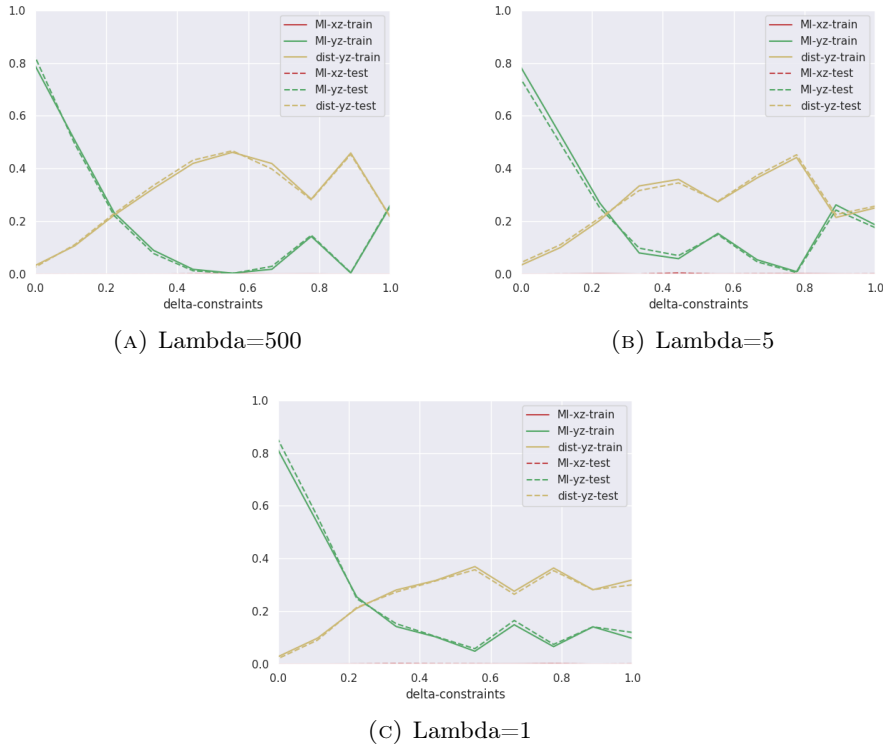 1.0
0.8
0.6
0.4
0.2
0.0
MI-xz-train
MI-yz-train
dist-yz-train
MI-xz-test
MI-yz-test
dist-yz-test
0.0 0.2 0.4 0.6 0.8 1.0
delta-constraints
(A) Lambda=500
1.0
0.8
0.6
0.4
0.2
0.0
MI-xz-train
MI-yz-train
dist-yz-train
MI-xz-test
MI-yz-test
dist-yz-test
0.0 0.2 0.4 0.6 0.8 1.0
delta-constraints
(B) Lambda=5
1.0
0.8
0.6
0.4
0.2
0.0
MI-xz-train
MI-yz-train
dist-yz-train
MI-xz-test
MI-yz-test
dist-yz-test
0.0 0.2 0.4 0.6 0.8 1.0
delta-constraints
(C) Lambda=1